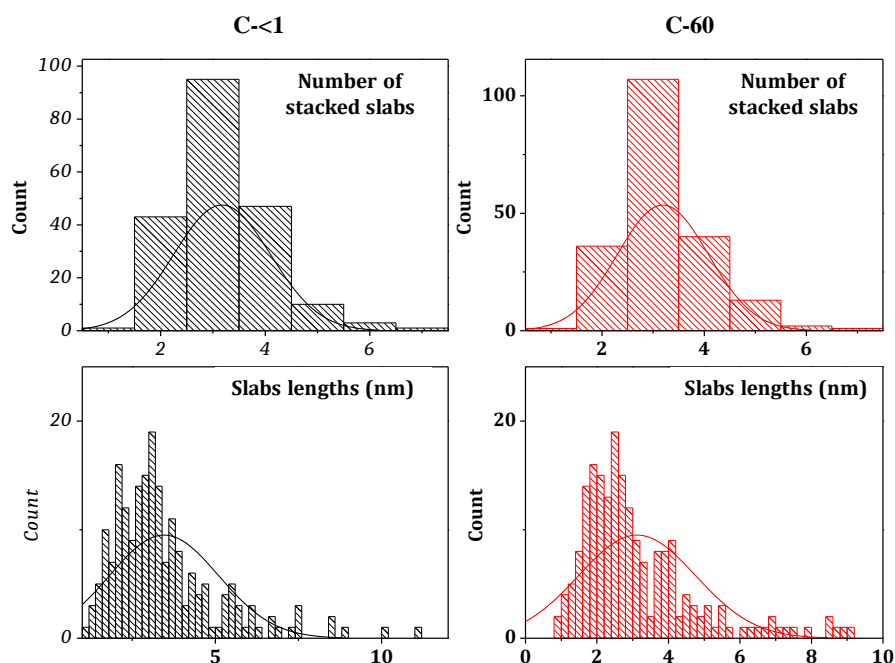 C-<1
C-60
100
80
60
40
20
0
Count
Number of
stacked slabs
2
4
6
100
50
0
Count
Number of
stacked slabs
2
4
6
20
0
Count
Slabs lengths (nm)
5
10
20
0
Count
Slabs lengths (nm)
0
2
4
6
8
10